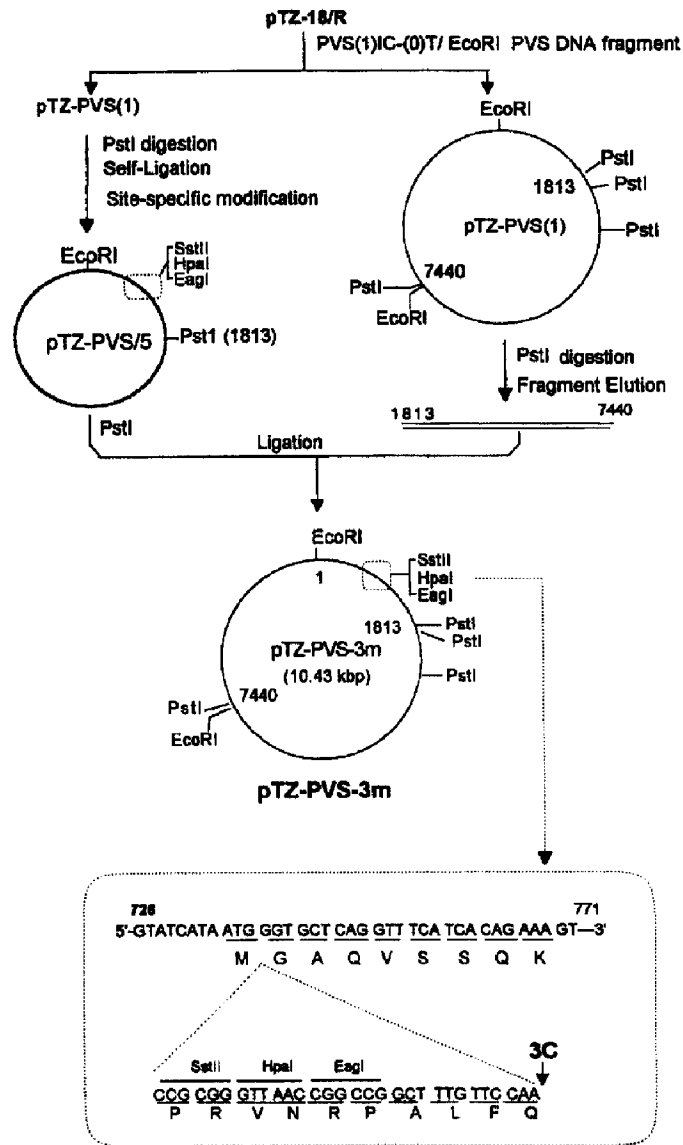 pTZ-18/R
PVS(1)IC-(0)T/ EcoRI PVS DNA fragment
pTZ-PVS(1)
PstI digestion
Self-Ligation
Site-specific modification
EcoRI
SstII
HpaI
EagI
pTZ-PVS/5
Pst1 (1813)
PstI
EcoRI
PstI
1813
PstI
pTZ-PVS(1)
PstI
7440
PstI
EcoRI
PstI digestion
Fragment Elution
1813
7440
Ligation
EcoRI
1
SstII
HpaI
EagI
1813
PstI
PstI
pTZ-PVS-3m
(10.43 kbp)
PstI
7440
PstI
EcoRI
pTZ-PVS-3m
726
771
5'-GTATCATA ATG GGT GCT CAG GTT TCA TCA CAG AAA GT—3'
M G A Q V S S Q K
3C
SstII HpaI EagI
CCG CGG GTT AAC CGG CCG GCT TTG TTC CAA
P R V N R P A L F Q